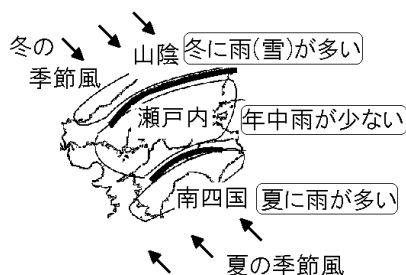 冬の
季節風
山陰 冬に雨(雪)が多い
瀬戸内 年中雨が少ない
南四国 夏に雨が多い
夏の季節風